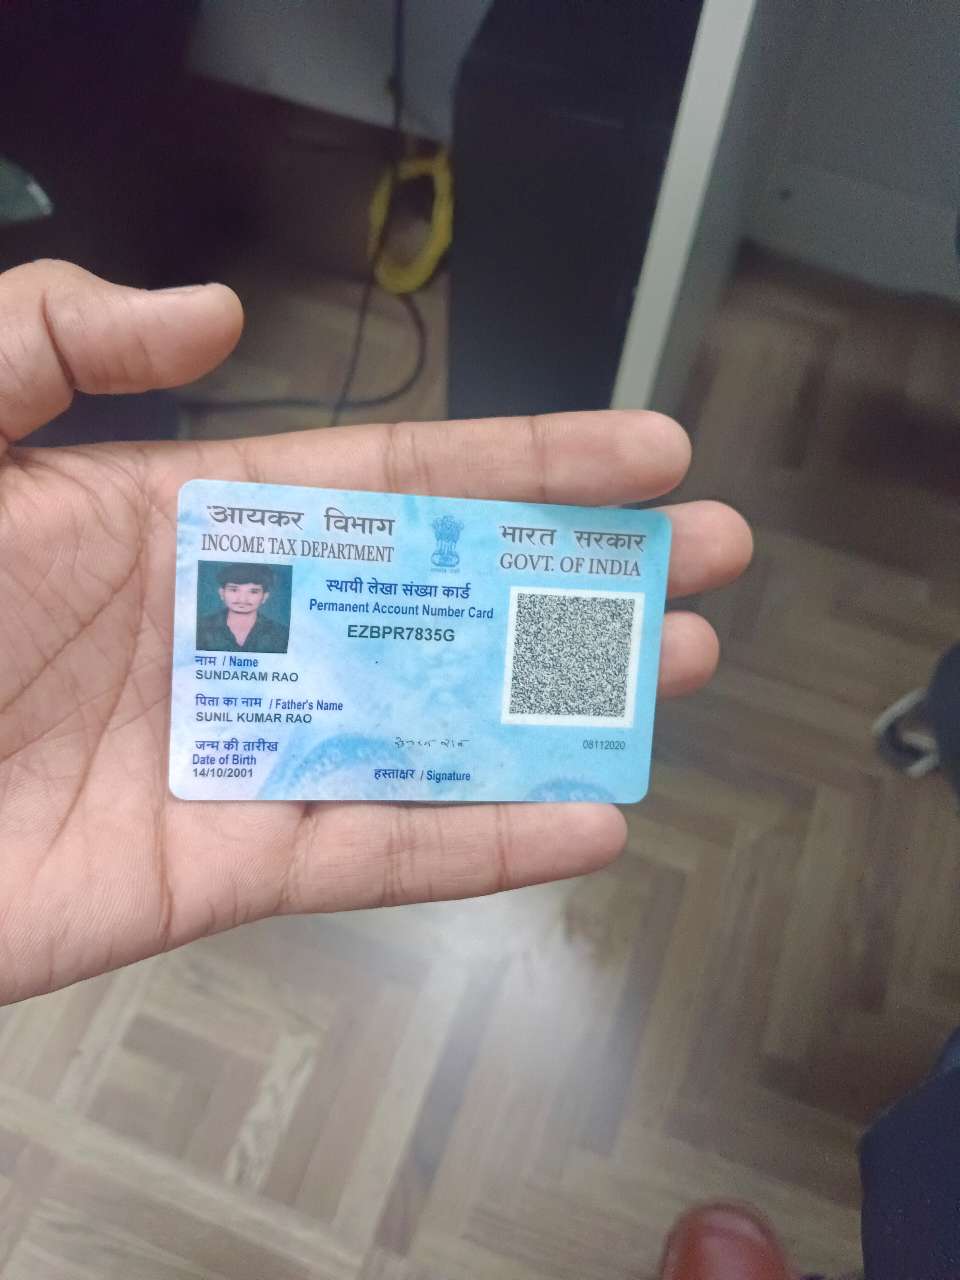 आयकर विभाग
INCOME TAX DEPARTMENT
भारत सरकार
GOVT. OF INDIA
स्थायी लेखा संख्या कार्ड
Permanent Account Number Card
EZBPR7835G
नाम / Name
SUNDARAM RAO
पिता का नाम / Father's Name
SUNIL KUMAR RAO
जन्म की तारीख
Date of Birth
14/10/2001
हस्ताक्षर / Signature
08112020